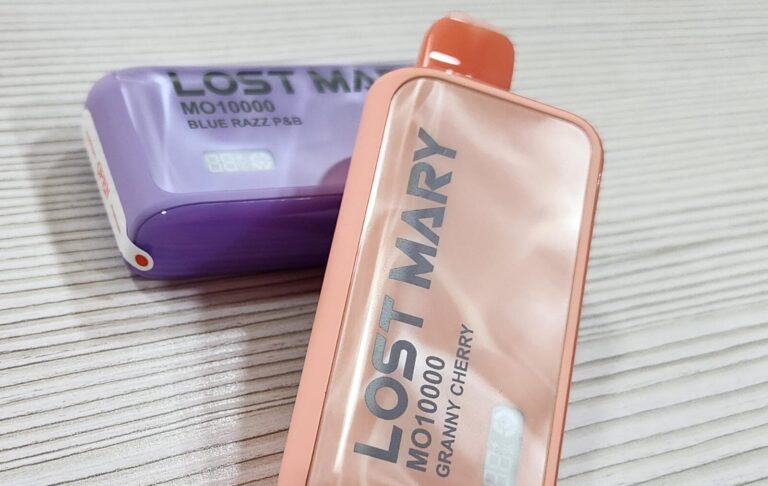 LOST MA
MO10000
BLUE RAZZ P&B
LOST MARY
MO10000
GRANNY CHERRY